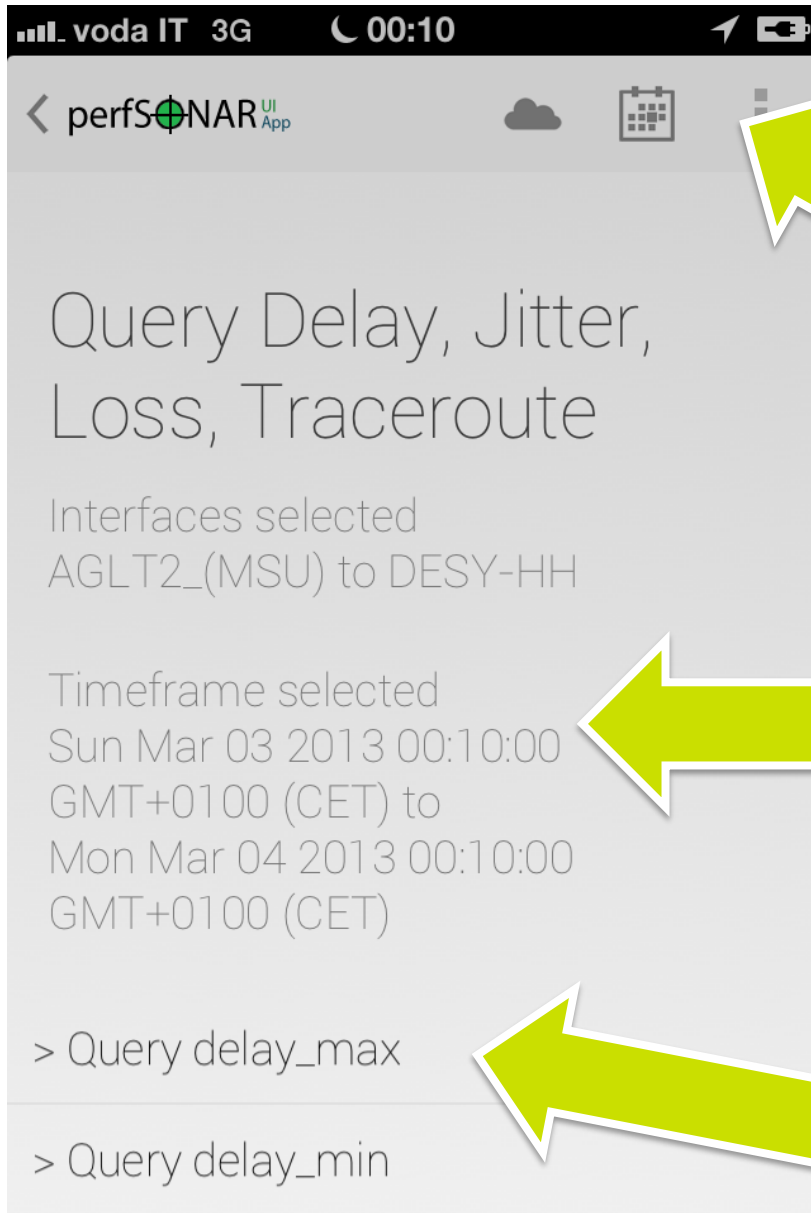 voda IT 3G 00:10
perfSONAR UI App
Query Delay, Jitter,
Loss, Traceroute
Interfaces selected
AGLT2_(MSU) to DESY-HH
Timeframe selected
Sun Mar 03 2013 00:10:00
GMT+0100 (CET) to
Mon Mar 04 2013 00:10:00
GMT+0100 (CET)
> Query delay_max
> Query delay_min